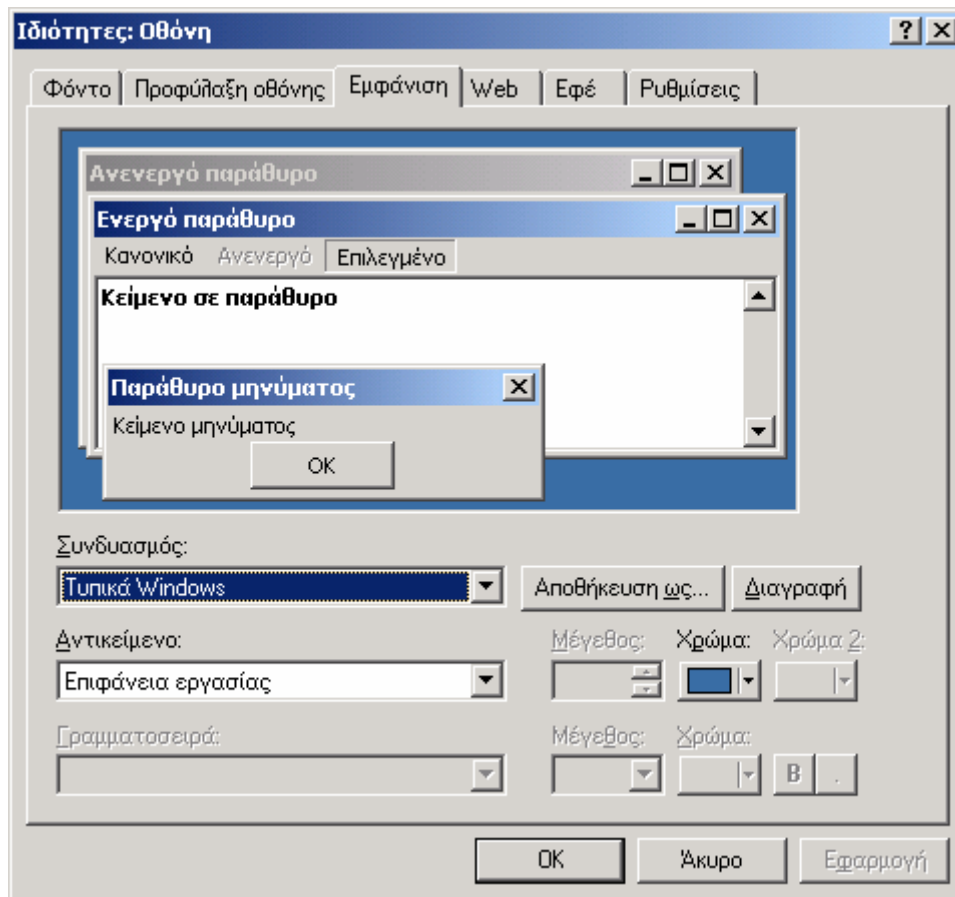 Ιδιότητες: Οθόνη
Φόντο Προφύλαξη οθόνης Εμφάνιση Web Εφέ Ρυθμίσεις
Ανενεργό παράθυρο
Ενεργό παράθυρο
Κανονικό Ανενεργό Επιλεγμένο
Κείμενο σε παράθυρο
Παράθυρο μηνύματος
Κείμενο μηνύματος
OK
Συνδυασμός:
Τυπικά Windows Αποθήκευση ως... Διαγραφή
Αντικείμενο: Μέγεθος: Χρώμα: Χρώμα 2:
Επιφάνεια εργασίας
Γραμματοσειρά: Μέγεθος: Χρώμα:
B .
OK Άκυρο Εφαρμογή